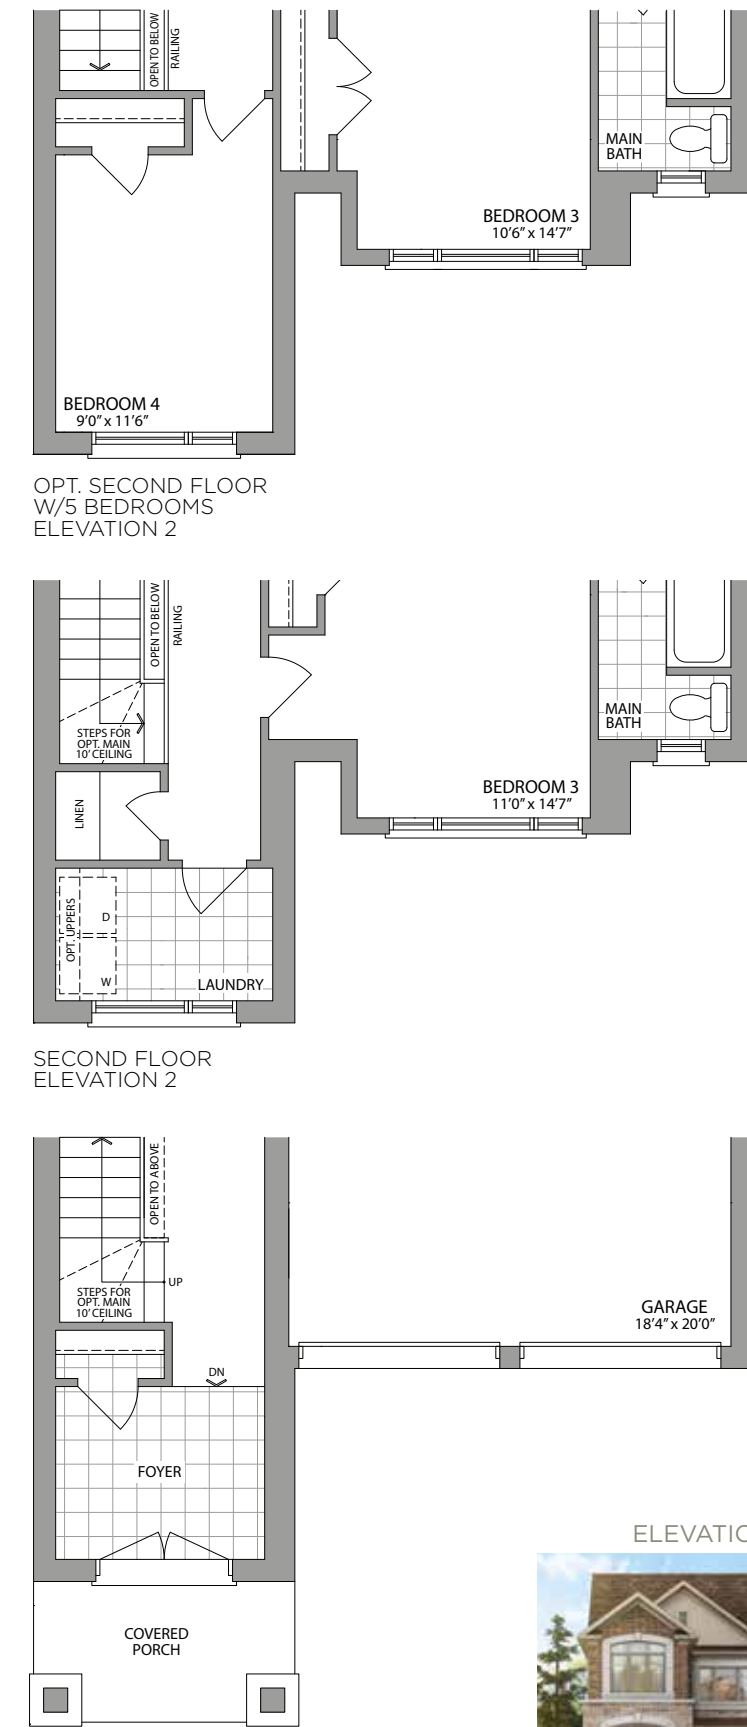 OPEN TO BELOW
RAILING
MAIN
BATH
BEDROOM 3
10'6" x 14'7"
BEDROOM 4
9'0" x 11'6"
OPT. SECOND FLOOR
W/5 BEDROOMS
ELEVATION 2
OPEN TO BELOW
RAILING
STEPS FOR
OPT. MAIN
10' CEILING
MAIN
BATH
LINEN
BEDROOM 3
11'0" x 14'7"
OPT. UPPERS
D
W
LAUNDRY
SECOND FLOOR
ELEVATION 2
OPEN TO ABOVE
UP
STEPS FOR
OPT. MAIN
10' CEILING
GARAGE
18'4" x 20'0"
DN
FOYER
ELEVATIO
COVERED
PORCH